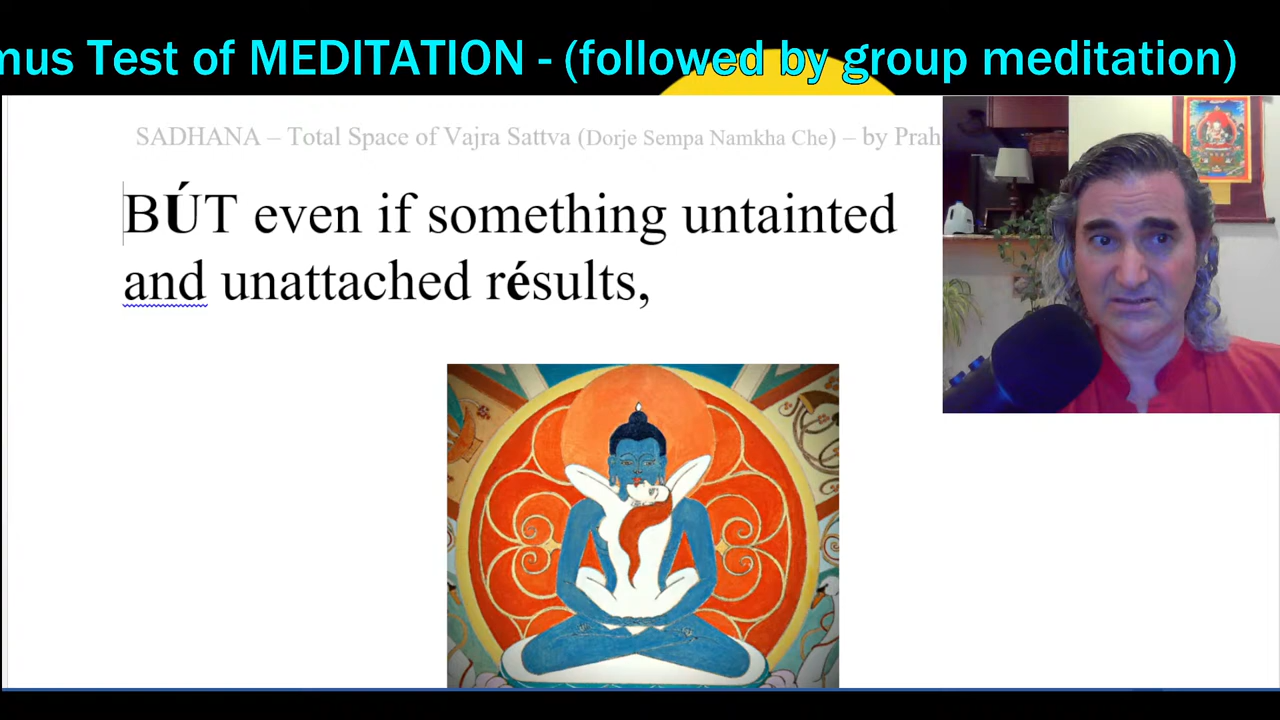 mus Test of MEDITATION - (followed by group meditation)
SADHANA – Total Space of Vajra Sattva (Dorje Sempa Namkha Che) – by Prah
BÚT even if something untainted
and unattached résults,